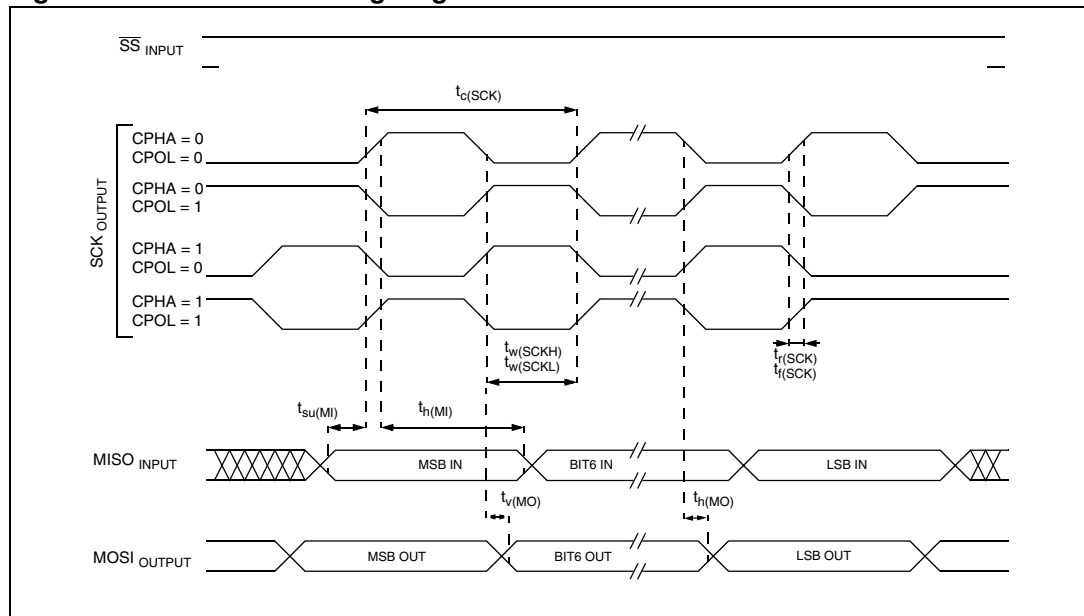 SS INPUT
tc(SCK)
SCK OUTPUT
CPHA = 0
CPOL = 0
CPHA = 0
CPOL = 1
CPHA = 1
CPOL = 0
CPHA = 1
CPOL = 1
tw(SCKH)
tw(SCKL)
tr(SCK)
tf(SCK)
tsu(MI)
th(MI)
MISO INPUT
MSB IN
BIT6 IN
LSB IN
tv(MO)
th(MO)
MOSI OUTPUT
MSB OUT
BIT6 OUT
LSB OUT